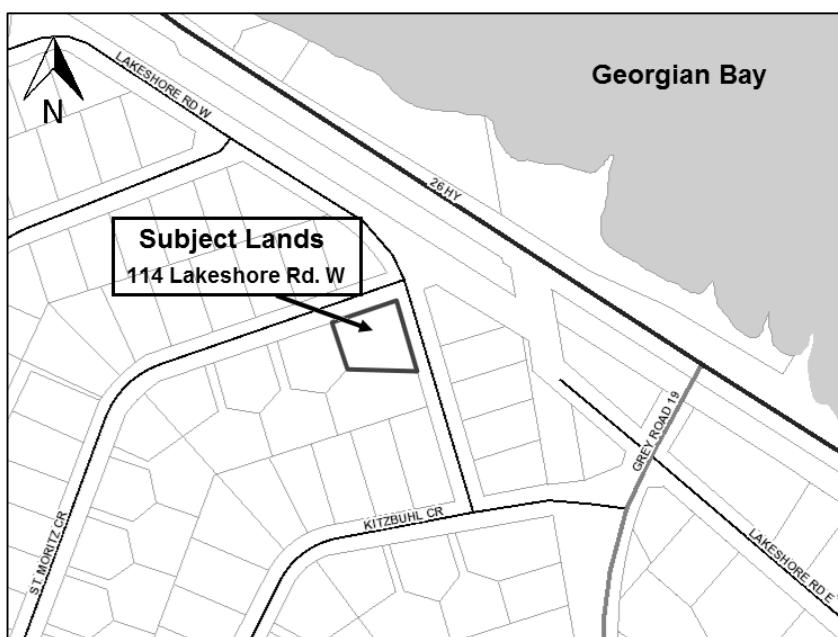 Georgian Bay
LAKESHORE RD W
N
26 HY
Subject Lands
114 Lakeshore Rd. W
GREY ROAD 19
KITZBUHL CR
ST. MORITZ CR
LAKESHORE RD E